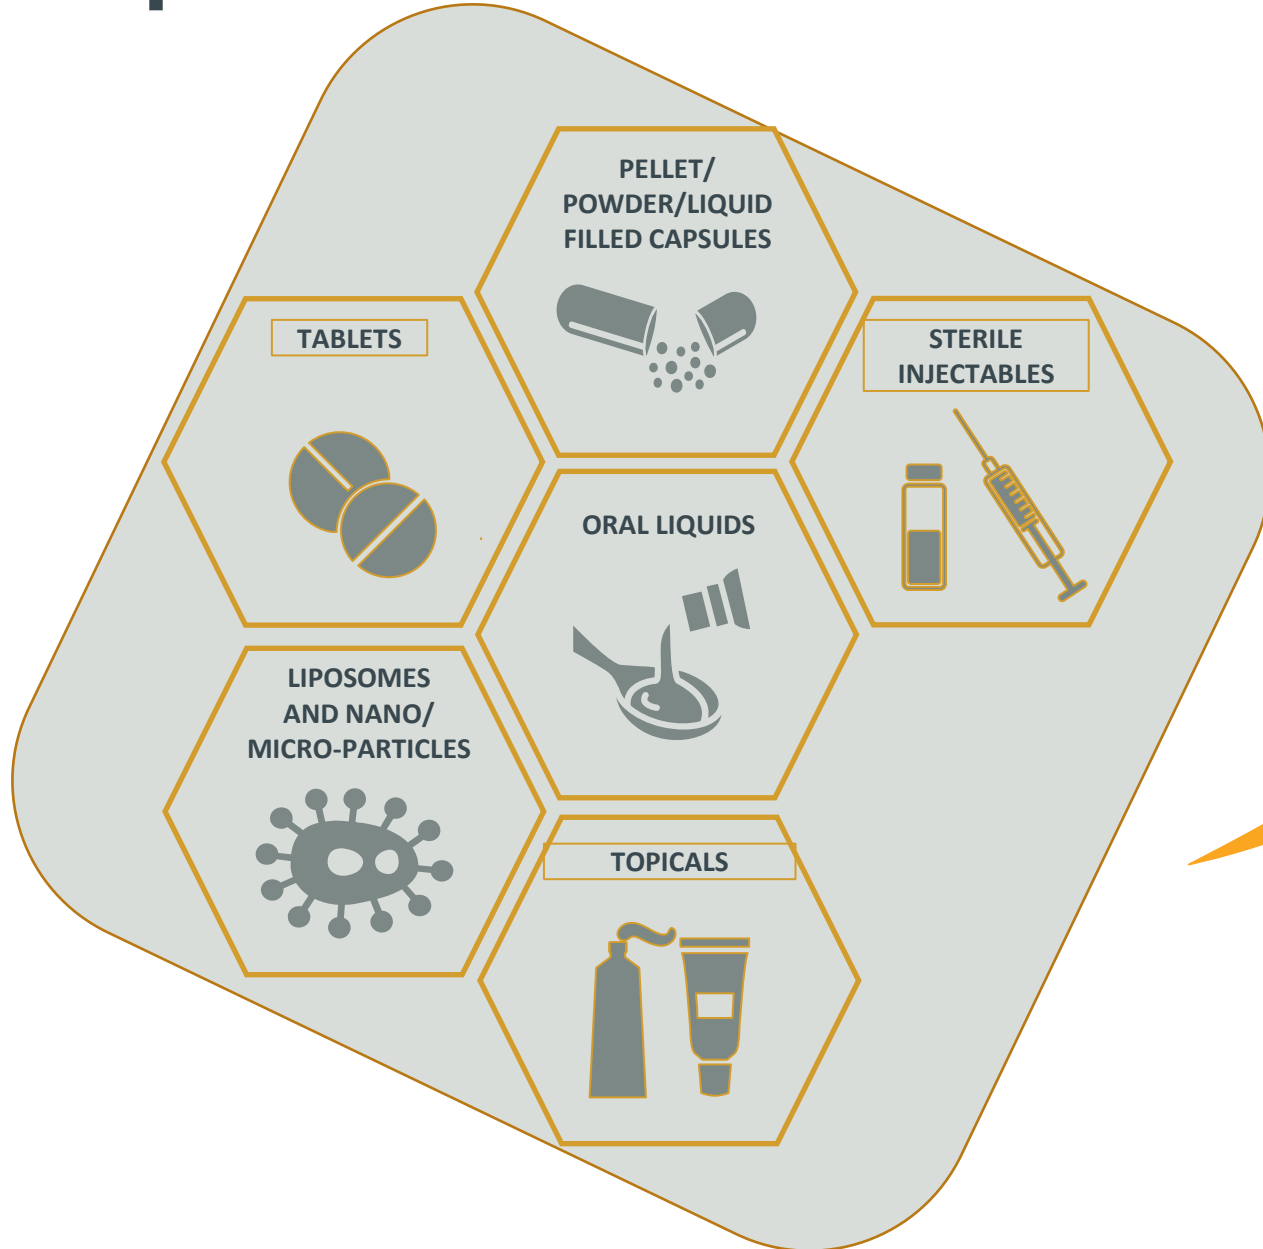 PELLET/
POWDER/LIQUID
FILLED CAPSULES
TABLETS
STERILE
INJECTABLES
ORAL LIQUIDS
LIPOSOMES
AND NANO/
MICRO-PARTICLES
TOPICALS